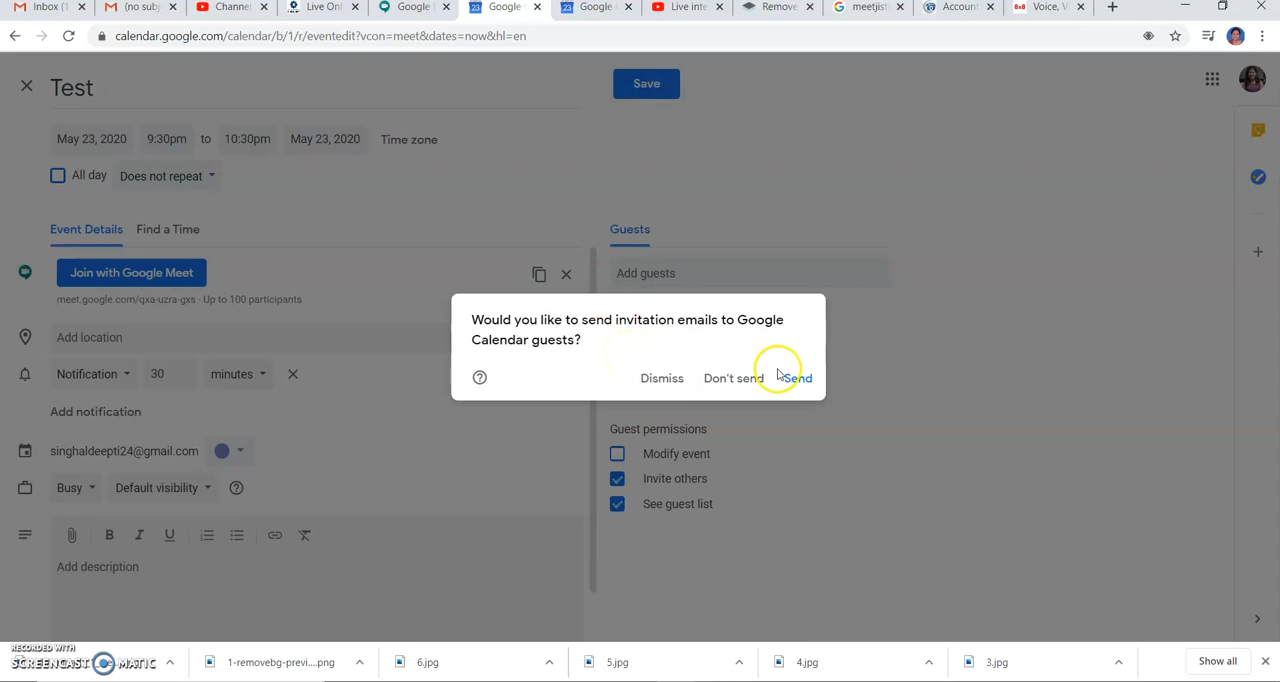 Inbox (1
(no subj
Channel
Live Onl
Google
Google
Google
Live inte
Remove
meetjist
Account
Voice, V
calendar.google.com/calendar/b/1/r/eventedit?vcon=meet&dates=now&hl=en
Test
Save
May 23, 2020 9:30pm to 10:30pm May 23, 2020 Time zone
All day Does not repeat
Event Details Find a Time
Guests
Join with Google Meet
Add guests
meet.google.com/qxa-uzra-gxs · Up to 100 participants
Would you like to send invitation emails to Google
Calendar guests?
Dismiss Don't send Send
Add location
Notification 30 minutes
Add notification
Guest permissions
singhaldeepti24@gmail.com
Modify event
Invite others
See guest list
Busy Default visibility
B I U
Add description
RECORDED WITH
SCREENCAST MATIC
1-removebg-previ....png
6.jpg
5.jpg
4.jpg
3.jpg
Show all